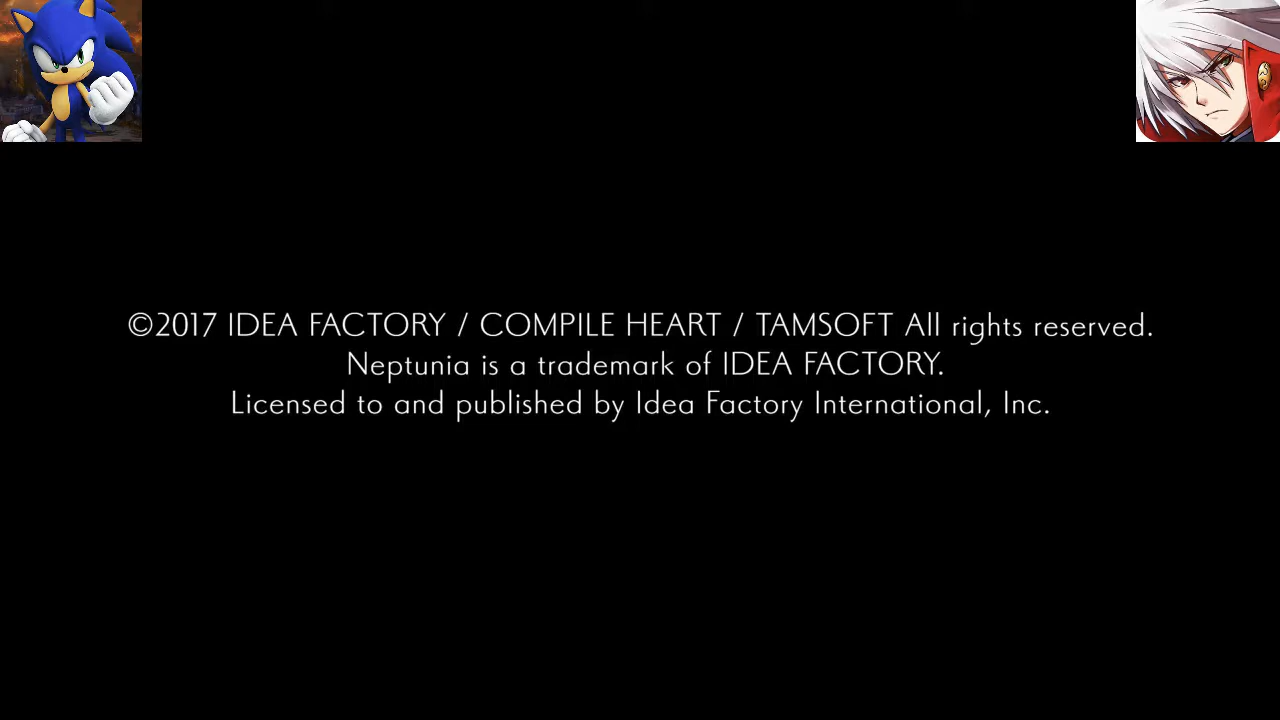 ©2017 IDEA FACTORY / COMPILE HEART / TAMSOFT All rights reserved.
Neptunia is a trademark of IDEA FACTORY.
Licensed to and published by Idea Factory International, Inc.